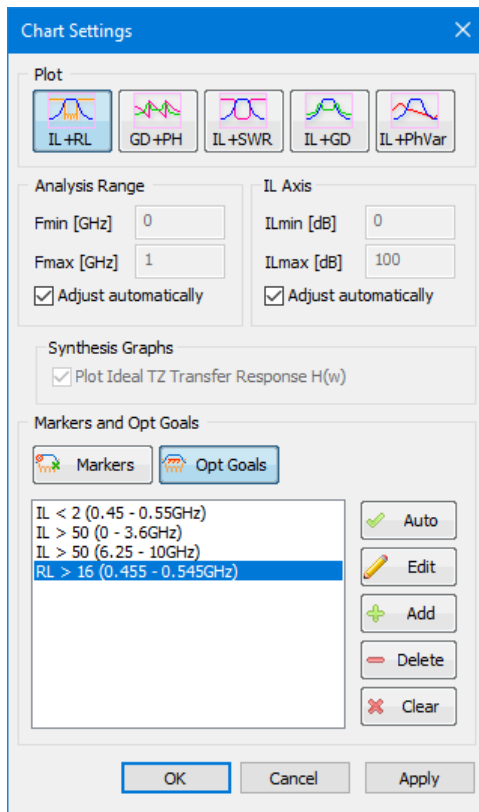 Chart Settings
Plot
IL+RL GD+PH IL+SWR IL+GD IL+PhVar
Analysis Range
Fmin [GHz] 0
Fmax [GHz] 1
Adjust automatically
IL Axis
ILmin [dB] 0
ILmax [dB] 100
Adjust automatically
Synthesis Graphs
Plot Ideal TZ Transfer Response H(w)
Markers and Opt Goals
Markers Opt Goals
IL < 2 (0.45 - 0.55GHz)
IL > 50 (0 - 3.6GHz)
IL > 50 (6.25 - 10GHz)
RL > 16 (0.455 - 0.545GHz)
Auto
Edit
Add
Delete
Clear
OK Cancel Apply